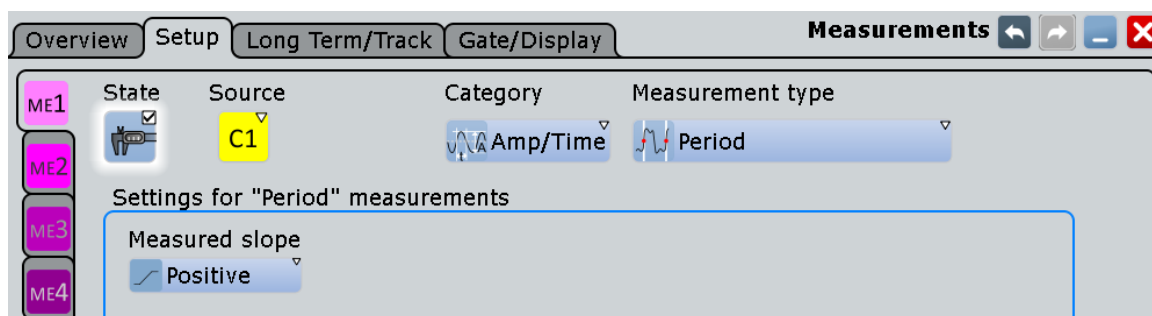 Overview Setup Long Term/Track Gate/Display Measurements
ME1 State Source Category Measurement type
C1 Amp/Time Period
ME2
Settings for "Period" measurements
ME3
Measured slope
Positive
ME4